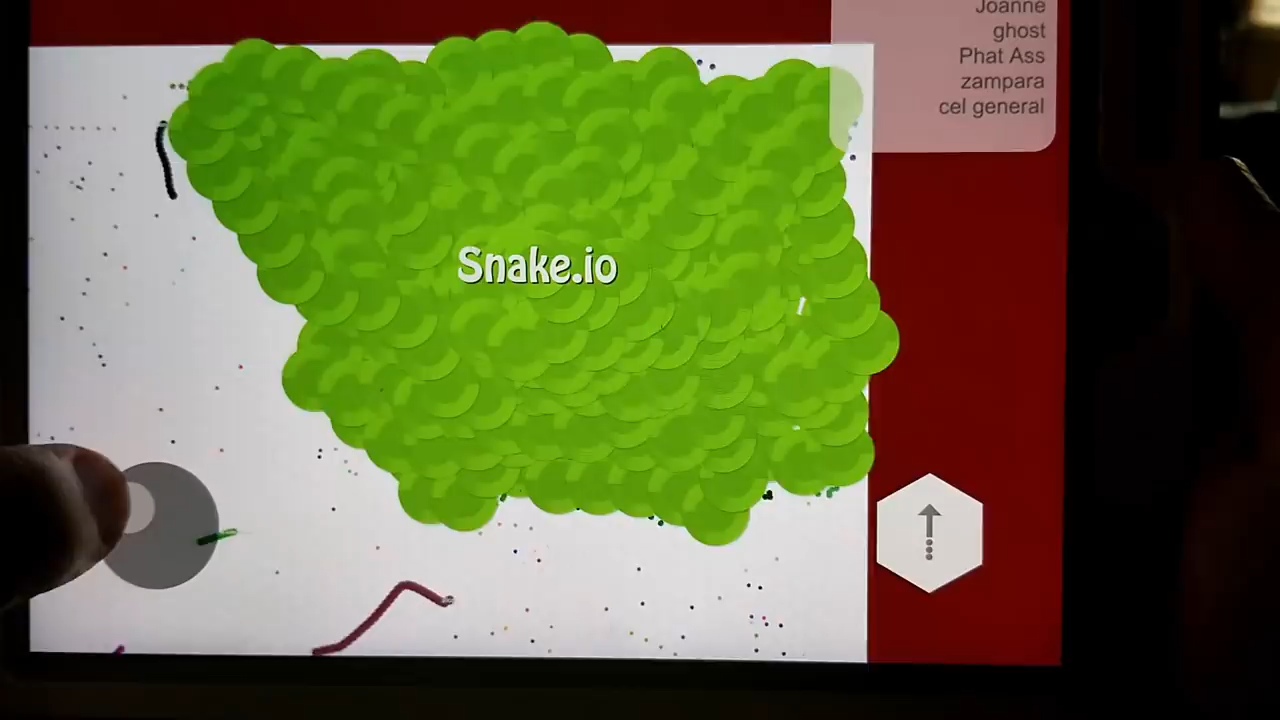 Joanne
ghost
Phat Ass
zampara
cel general
Snake.io